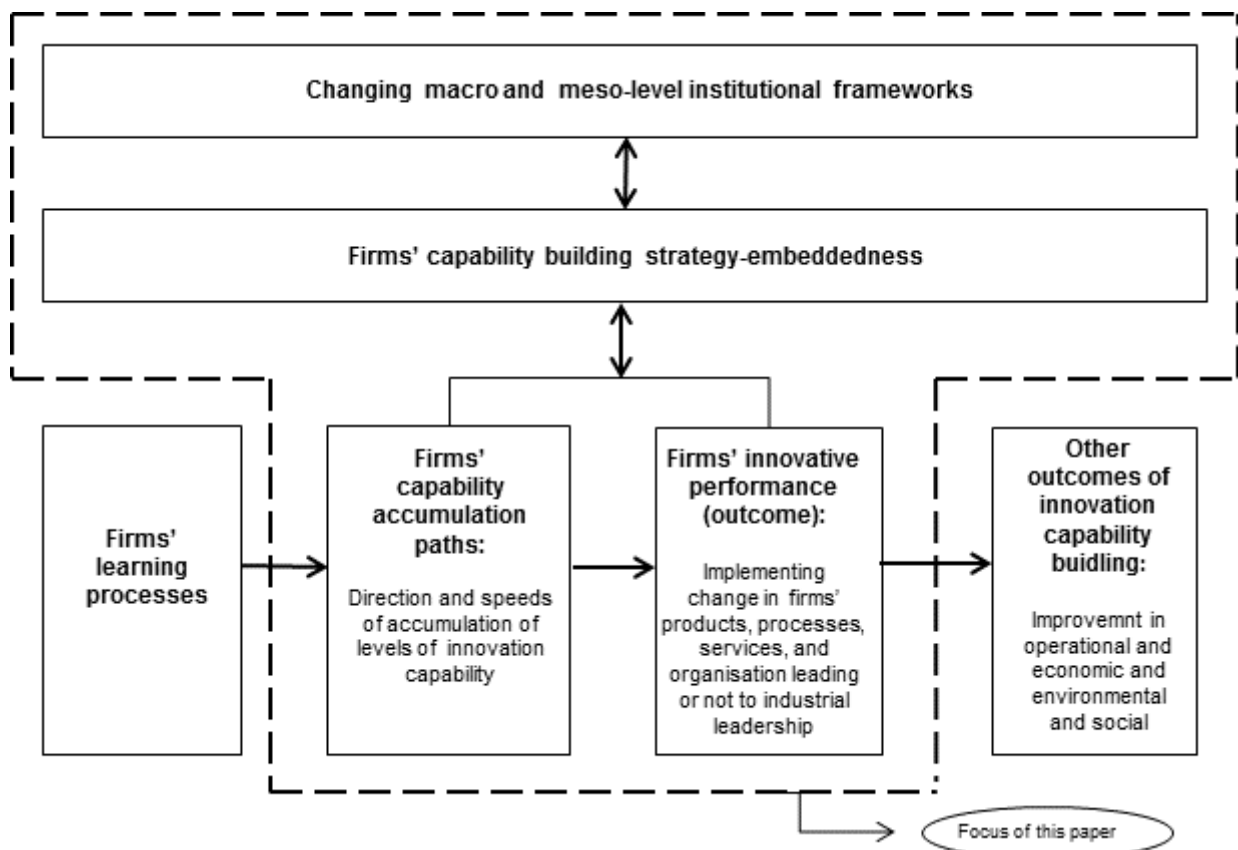 Changing macro and meso-level institutional frameworks
Firms' capability building strategy-embeddedness
Firms'
learning
processes
Firms'
capability
accumulation
paths:
Direction and speeds
of accumulation of
levels of innovation
capability
Firms' innovative
performance
(outcome):
Implementing
change in firms'
products, processes,
services, and
organisation leading
or not to industrial
leadership
Other
outcomes of
innovation
capability
buidling:
Improvemnt in
operational and
economic and
environmental
and social
Focus of this paper